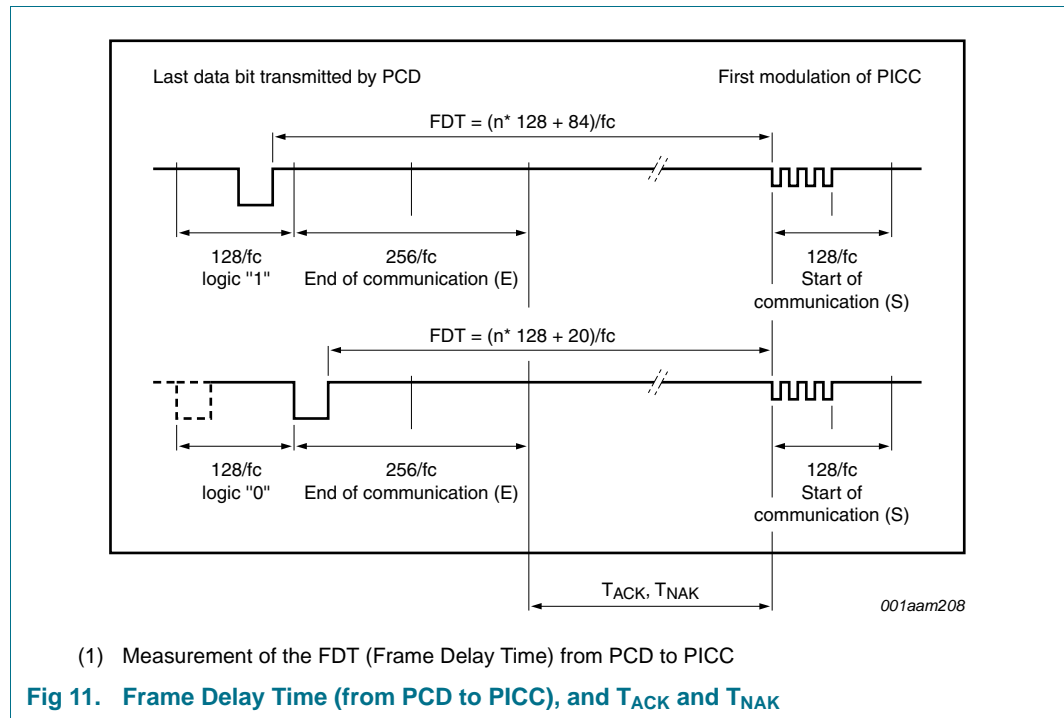 Last data bit transmitted by PCD
First modulation of PICC
FDT = (n* 128 + 84)/fc
128/fc
logic "1"
256/fc
End of communication (E)
128/fc
Start of
communication (S)
FDT = (n* 128 + 20)/fc
128/fc
logic "0"
256/fc
End of communication (E)
128/fc
Start of
communication (S)
TACK, TNAK
001aam208
(1) Measurement of the FDT (Frame Delay Time) from PCD to PICC
Fig 11. Frame Delay Time (from PCD to PICC), and TACK and TNAK